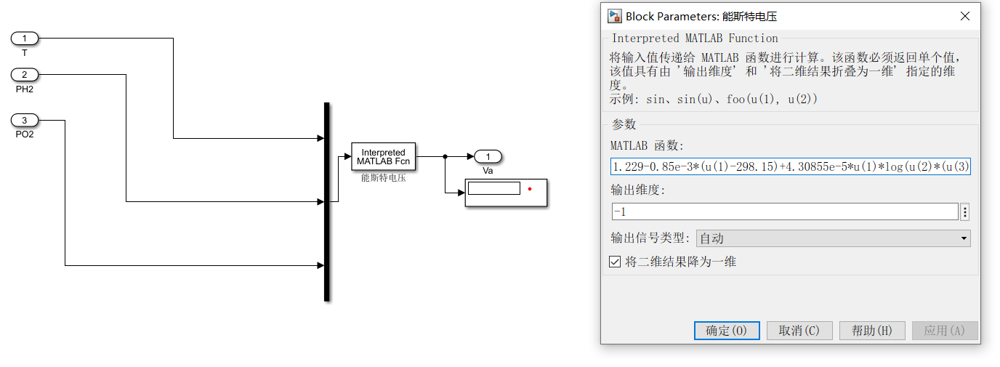 1
T
2
PH2
3
PO2
Interpreted
MATLAB Fcn
能斯特电压
1
Va
Block Parameters: 能斯特电压
Interpreted MATLAB Function
将输入值传递给 MATLAB 函数进行计算。该函数必须返回单个值,
该值具有由 '输出维度' 和 '将二维结果折叠为一维' 指定的维
度。
示例: sin、sin(u)、foo(u(1), u(2))
参数
MATLAB 函数:
1.229-0.85e-3*(u(1)-298.15)+4.30855e-5*u(1)*log(u(2)*(u(3)
输出维度:
-1
输出信号类型: 自动
将二维结果降为一维
确定(O)
取消(C)
帮助(H)
应用(A)